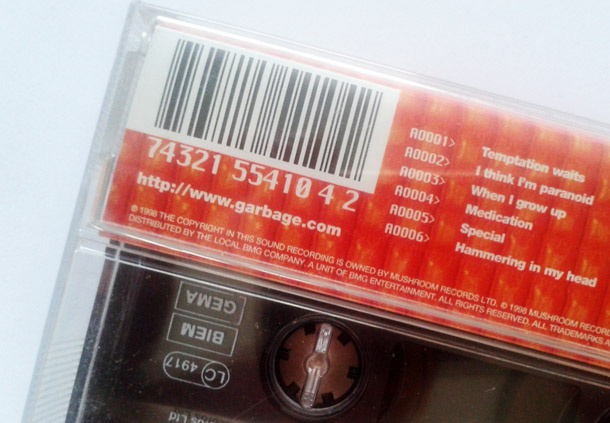 74321 55410 4 2
http://www.garbage.com
A0001> Temptation waits
A0002> I think I'm paranoid
A0003> When I grow up
A0004> Medication
A0005> Special
A0006> Hammering in my head
℗ 1998 THE COPYRIGHT IN THIS SOUND RECORDING IS OWNED BY MUSHROOM RECORDS LTD. © 1998 MUSHROOM
DISTRIBUTED BY THE LOCAL BMG COMPANY. A UNIT OF BMG ENTERTAINMENT. ALL RIGHTS RESERVED. ALL TRADEMARKS
GEMA
BIEM
LC 4917
Ltd